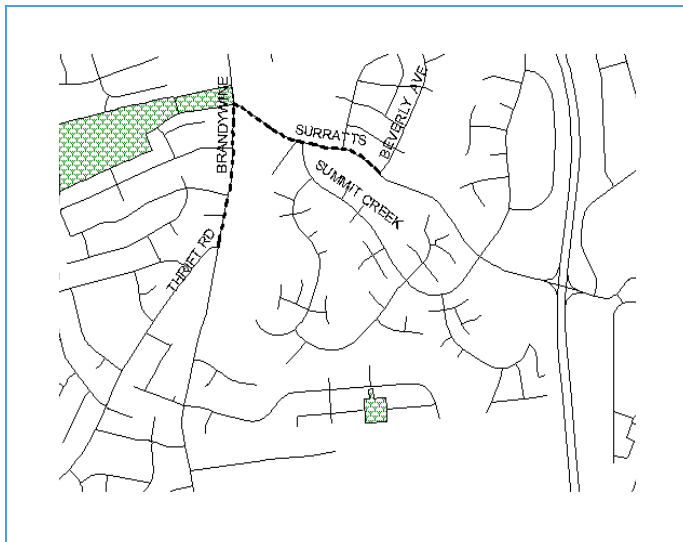 BRANDYWINE
SURRATTS
BEVERLY AVE
SUMMIT CREEK
THRIFT RD